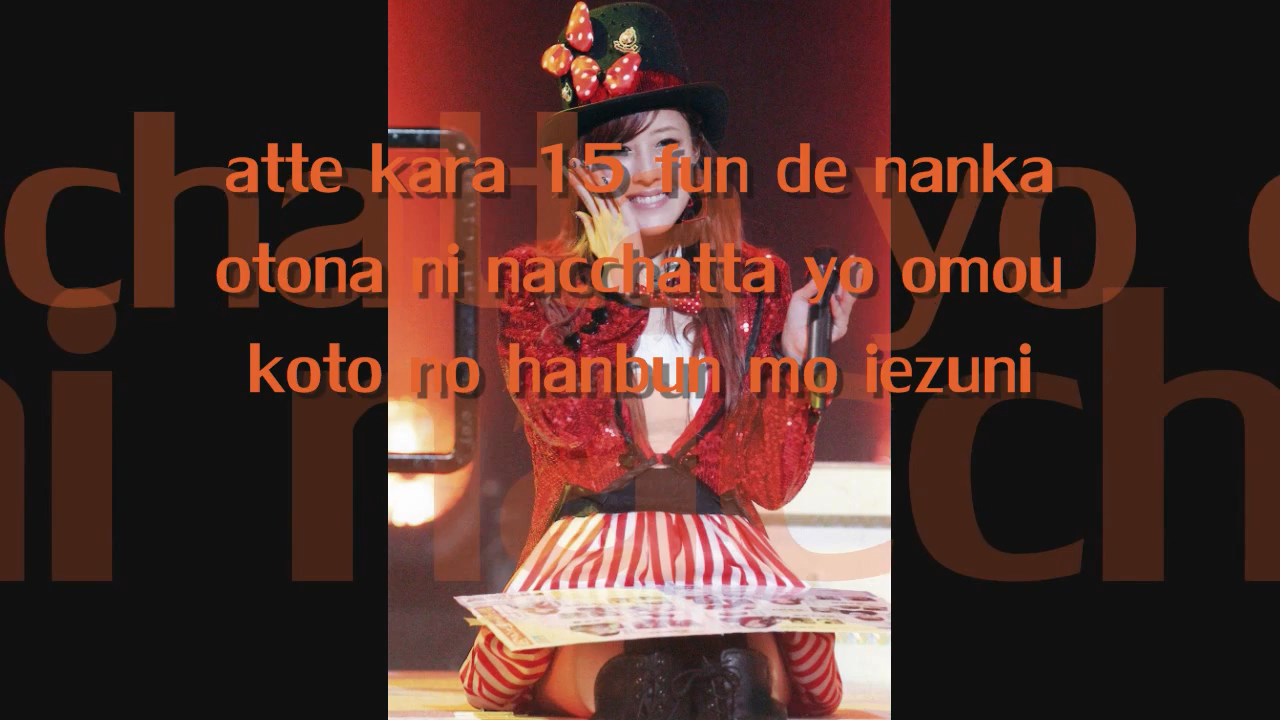 atte kara 15 fun de nanka
otona ni nacchatta yo omou
koto no hanbun mo iezuni